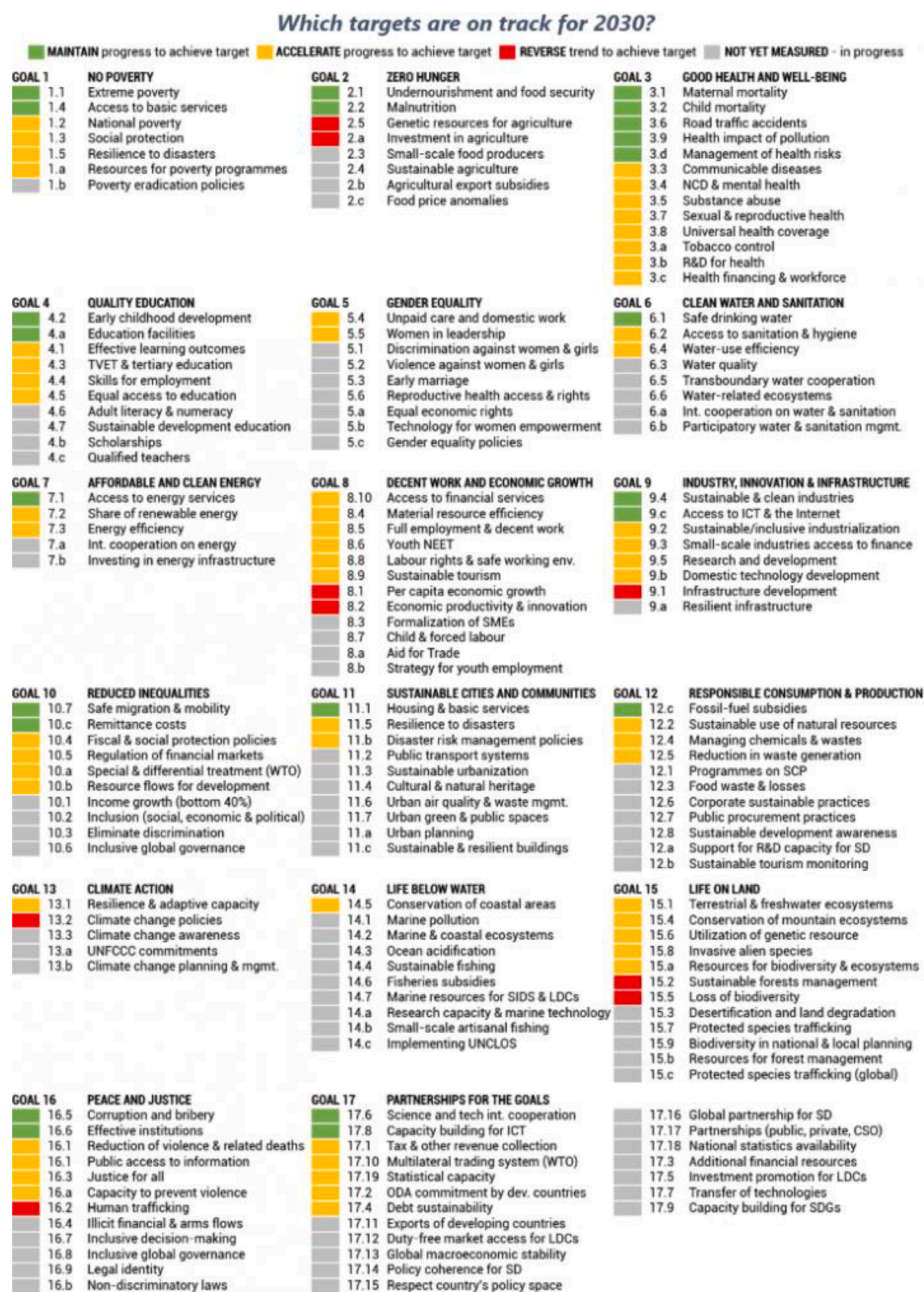 Which targets are on track for 2030?
MAINTAIN progress to achieve target ACCELERATE progress to achieve target REVERSE trend to achieve target NOT YET MEASURED - in progress
GOAL 1 NO POVERTY
1.1 Extreme poverty
1.4 Access to basic services
1.2 National poverty
1.3 Social protection
1.5 Resilience to disasters
1.a Resources for poverty programmes
1.b Poverty eradication policies
GOAL 2 ZERO HUNGER
2.1 Undernourishment and food security
2.2 Malnutrition
2.5 Genetic resources for agriculture
2.a Investment in agriculture
2.3 Small-scale food producers
2.4 Sustainable agriculture
2.b Agricultural export subsidies
2.c Food price anomalies
GOAL 3 GOOD HEALTH AND WELL-BEING
3.1 Maternal mortality
3.2 Child mortality
3.6 Road traffic accidents
3.9 Health impact of pollution
3.d Management of health risks
3.3 Communicable diseases
3.4 NCD & mental health
3.5 Substance abuse
3.7 Sexual & reproductive health
3.8 Universal health coverage
3.a Tobacco control
3.b R&D for health
3.c Health financing & workforce
GOAL 4 QUALITY EDUCATION
4.2 Early childhood development
4.a Education facilities
4.1 Effective learning outcomes
4.3 TVET & tertiary education
4.4 Skills for employment
4.5 Equal access to education
4.6 Adult literacy & numeracy
4.7 Sustainable development education
4.b Scholarships
4.c Qualified teachers
GOAL 5 GENDER EQUALITY
5.4 Unpaid care and domestic work
5.5 Women in leadership
5.1 Discrimination against women & girls
5.2 Violence against women & girls
5.3 Early marriage
5.6 Reproductive health access & rights
5.a Equal economic rights
5.b Technology for women empowerment
5.c Gender equality policies
GOAL 6 CLEAN WATER AND SANITATION
6.1 Safe drinking water
6.2 Access to sanitation & hygiene
6.4 Water-use efficiency
6.3 Water quality
6.5 Transboundary water cooperation
6.6 Water-related ecosystems
6.a Int. cooperation on water & sanitation
6.b Participatory water & sanitation mgmt.
GOAL 7 AFFORDABLE AND CLEAN ENERGY
7.1 Access to energy services
7.2 Share of renewable energy
7.3 Energy efficiency
7.a Int. cooperation on energy
7.b Investing in energy infrastructure
GOAL 8 DECENT WORK AND ECONOMIC GROWTH
8.10 Access to financial services
8.4 Material resource efficiency
8.5 Full employment & decent work
8.6 Youth NEET
8.8 Labour rights & safe working env.
8.9 Sustainable tourism
8.1 Per capita economic growth
8.2 Economic productivity & innovation
8.3 Formalization of SMEs
8.7 Child & forced labour
8.a Aid for Trade
8.b Strategy for youth employment
GOAL 9 INDUSTRY, INNOVATION & INFRASTRUCTURE
9.4 Sustainable & clean industries
9.c Access to ICT & the Internet
9.2 Sustainable/inclusive industrialization
9.3 Small-scale industries access to finance
9.5 Research and development
9.b Domestic technology development
9.1 Infrastructure development
9.a Resilient infrastructure
GOAL 10 REDUCED INEQUALITIES
10.7 Safe migration & mobility
10.c Remittance costs
10.4 Fiscal & social protection policies
10.5 Regulation of financial markets
10.a Special & differential treatment (WTO)
10.b Resource flows for development
10.1 Income growth (bottom 40%)
10.2 Inclusion (social, economic & political)
10.3 Eliminate discrimination
10.6 Inclusive global governance
GOAL 11 SUSTAINABLE CITIES AND COMMUNITIES
11.1 Housing & basic services
11.5 Resilience to disasters
11.b Disaster risk management policies
11.2 Public transport systems
11.3 Sustainable urbanization
11.4 Cultural & natural heritage
11.6 Urban air quality & waste mgmt.
11.7 Urban green & public spaces
11.a Urban planning
11.c Sustainable & resilient buildings
GOAL 12 RESPONSIBLE CONSUMPTION & PRODUCTION
12.c Fossil-fuel subsidies
12.2 Sustainable use of natural resources
12.4 Managing chemicals & wastes
12.5 Reduction in waste generation
12.1 Programmes on SCP
12.3 Food waste & losses
12.6 Corporate sustainable practices
12.7 Public procurement practices
12.8 Sustainable development awareness
12.a Support for R&D capacity for SD
12.b Sustainable tourism monitoring
GOAL 13 CLIMATE ACTION
13.1 Resilience & adaptive capacity
13.2 Climate change policies
13.3 Climate change awareness
13.a UNFCCC commitments
13.b Climate change planning & mgmt.
GOAL 14 LIFE BELOW WATER
14.5 Conservation of coastal areas
14.1 Marine pollution
14.2 Marine & coastal ecosystems
14.3 Ocean acidification
14.4 Sustainable fishing
14.6 Fisheries subsidies
14.7 Marine resources for SIDS & LDCs
14.a Research capacity & marine technology
14.b Small-scale artisanal fishing
14.c Implementing UNCLOS
GOAL 15 LIFE ON LAND
15.1 Terrestrial & freshwater ecosystems
15.4 Conservation of mountain ecosystems
15.6 Utilization of genetic resource
15.8 Invasive alien species
15.a Resources for biodiversity & ecosystems
15.2 Sustainable forests management
15.5 Loss of biodiversity
15.3 Desertification and land degradation
15.7 Protected species trafficking
15.9 Biodiversity in national & local planning
15.b Resources for forest management
15.c Protected species trafficking (global)
GOAL 16 PEACE AND JUSTICE
16.5 Corruption and bribery
16.6 Effective institutions
16.1 Reduction of violence & related deaths
16.1 Public access to information
16.3 Justice for all
16.a Capacity to prevent violence
16.2 Human trafficking
16.4 Illicit financial & arms flows
16.7 Inclusive decision-making
16.8 Inclusive global governance
16.9 Legal identity
16.b Non-discriminatory laws
GOAL 17 PARTNERSHIPS FOR THE GOALS
17.6 Science and tech int. cooperation
17.8 Capacity building for ICT
17.1 Tax & other revenue collection
17.10 Multilateral trading system (WTO)
17.19 Statistical capacity
17.2 ODA commitment by dev. countries
17.4 Debt sustainability
17.11 Exports of developing countries
17.12 Duty-free market access for LDCs
17.13 Global macroeconomic stability
17.14 Policy coherence for SD
17.15 Respect country's policy space
17.16 Global partnership for SD
17.17 Partnerships (public, private, CSO)
17.18 National statistics availability
17.3 Additional financial resources
17.5 Investment promotion for LDCs
17.7 Transfer of technologies
17.9 Capacity building for SDGs